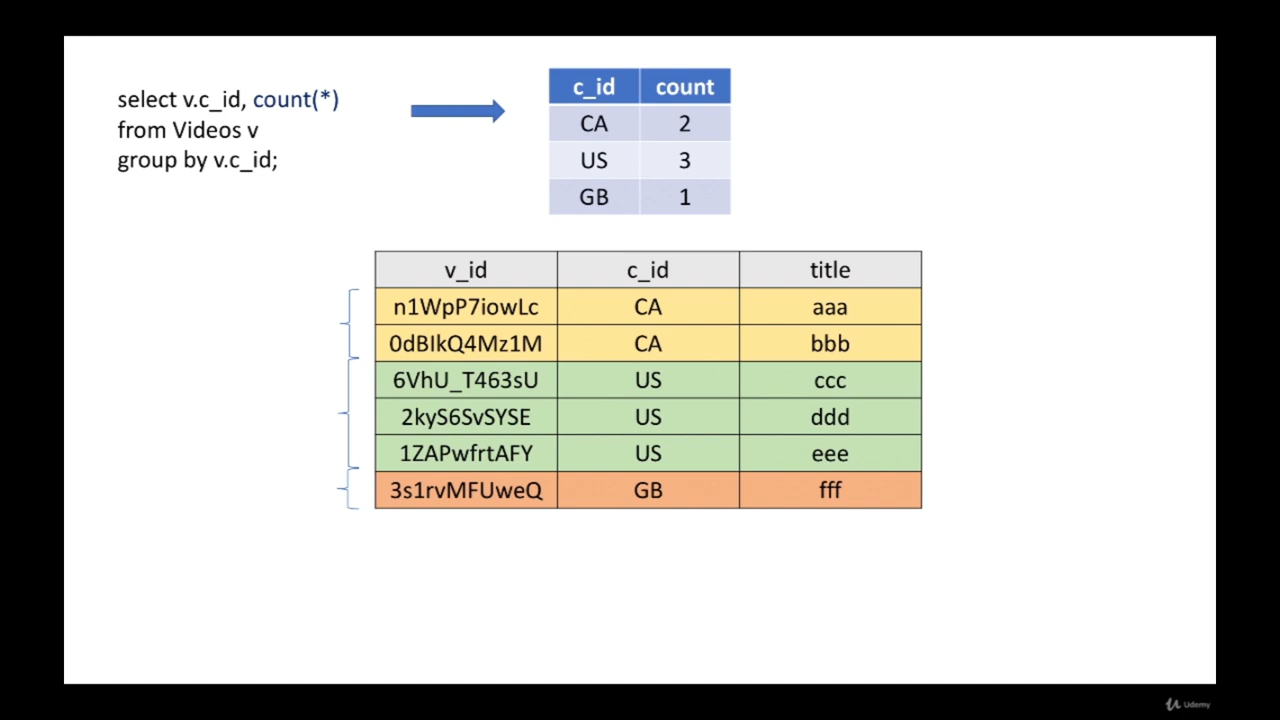 select v.c_id, count(*)
from Videos v
group by v.c_id;
c_id count
CA 2
US 3
GB 1
v_id c_id title
n1WpP7iowLc CA aaa
0dBIkQ4Mz1M CA bbb
6VhU_T463sU US ccc
2kyS6SvSYSE US ddd
1ZAPwfrtAFY US eee
3s1rvMFUweQ GB fff
Udemy